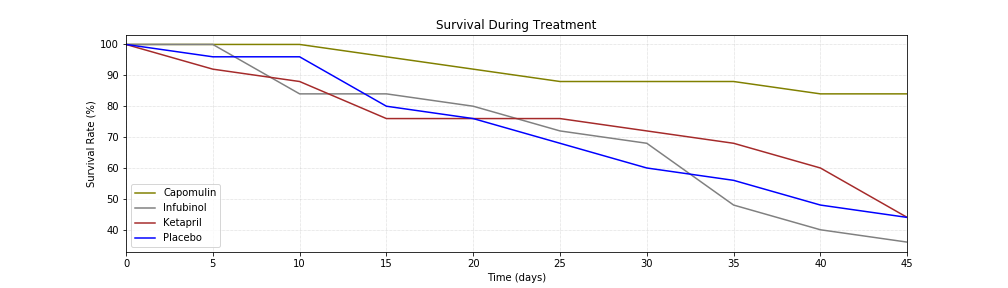 Survival During Treatment
Survival Rate (%)
100
90
80
70
60
50
40
Capomulin
Infubinol
Ketapril
Placebo
0 5 10 15 20 25 30 35 40 45
Time (days)